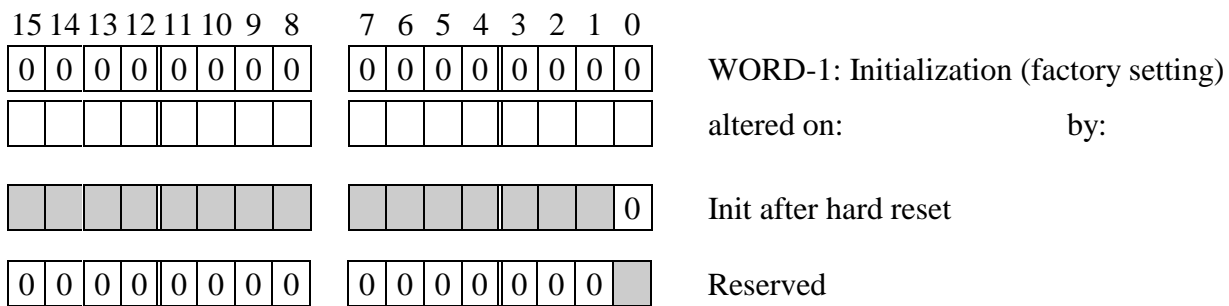 15 14 13 12 11 10 9 8 7 6 5 4 3 2 1 0
0 0 0 0 0 0 0 0 0 0 0 0 0 0 0 0 WORD-1: Initialization (factory setting)
altered on: by:
0 Init after hard reset
0 0 0 0 0 0 0 0 0 0 0 0 0 0 0 Reserved